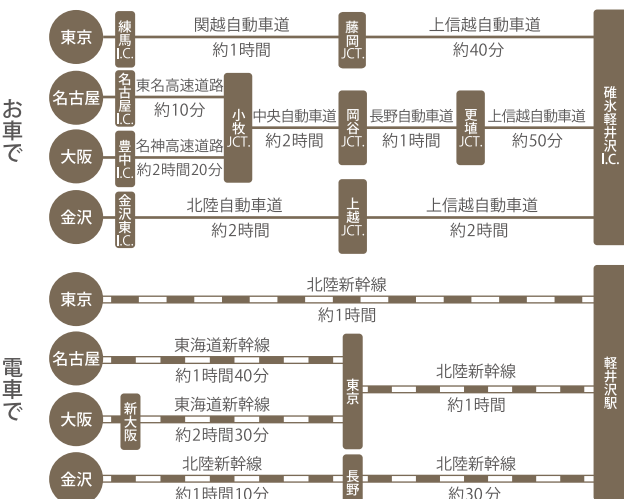 お車で
東京
練馬I.C.
関越自動車道
約1時間
藤岡JCT.
上信越自動車道
約40分
名古屋
名古屋I.C.
東名高速道路
約10分
大阪
豊中I.C.
名神高速道路
約2時間20分
小牧JCT.
中央自動車道
約2時間
岡谷JCT.
長野自動車道
約1時間
更埴JCT.
上信越自動車道
約50分
金沢
金沢東I.C.
北陸自動車道
約2時間
上越JCT.
上信越自動車道
約2時間
碓氷軽井沢I.C.
電車で
東京
北陸新幹線
約1時間
名古屋
東海道新幹線
約1時間40分
大阪
新大阪
東海道新幹線
約2時間30分
東京
北陸新幹線
約1時間
金沢
北陸新幹線
約1時間10分
長野
北陸新幹線
約30分
軽井沢駅